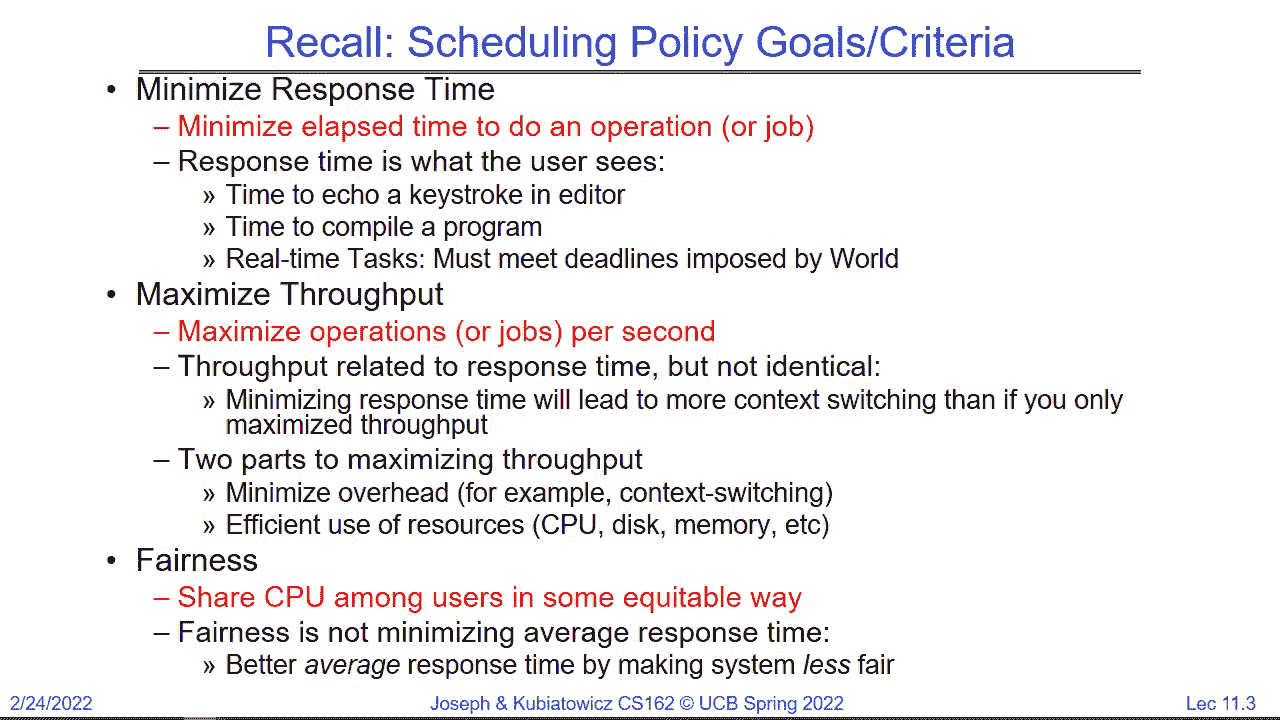 Recall: Scheduling Policy Goals/Criteria
• Minimize Response Time
– Minimize elapsed time to do an operation (or job)
– Response time is what the user sees:
» Time to echo a keystroke in editor
» Time to compile a program
» Real-time Tasks: Must meet deadlines imposed by World
• Maximize Throughput
– Maximize operations (or jobs) per second
– Throughput related to response time, but not identical:
» Minimizing response time will lead to more context switching than if you only
maximized throughput
– Two parts to maximizing throughput
» Minimize overhead (for example, context-switching)
» Efficient use of resources (CPU, disk, memory, etc)
• Fairness
– Share CPU among users in some equitable way
– Fairness is not minimizing average response time:
» Better average response time by making system less fair
2/24/2022 Joseph & Kubiatowicz CS162 © UCB Spring 2022 Lec 11.3